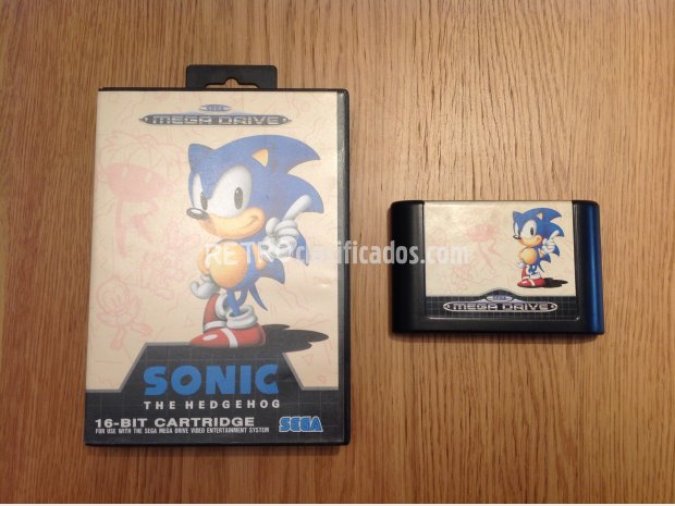 SEGA
MEGA DRIVE
RETROclasificados.com
SONIC
THE HEDGEHOG
16-BIT CARTRIDGE
FOR USE WITH THE SEGA MEGA DRIVE VIDEO ENTERTAINMENT SYSTEM
SEGA
SEGA
MEGA DRIVE